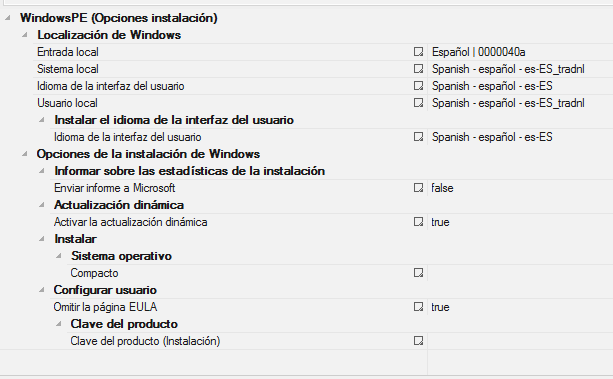 WindowsPE (Opciones instalación)
Localización de Windows
Entrada local Español | 0000040a
Sistema local Spanish - español - es-ES_tradnl
Idioma de la interfaz del usuario Spanish - español - es-ES
Usuario local Spanish - español - es-ES_tradnl
Instalar el idioma de la interfaz del usuario
Idioma de la interfaz del usuario Spanish - español - es-ES
Opciones de la instalación de Windows
Informar sobre las estadísticas de la instalación
Enviar informe a Microsoft false
Actualización dinámica
Activar la actualización dinámica true
Instalar
Sistema operativo
Compacto
Configurar usuario
Omitir la página EULA true
Clave del producto
Clave del producto (Instalación)